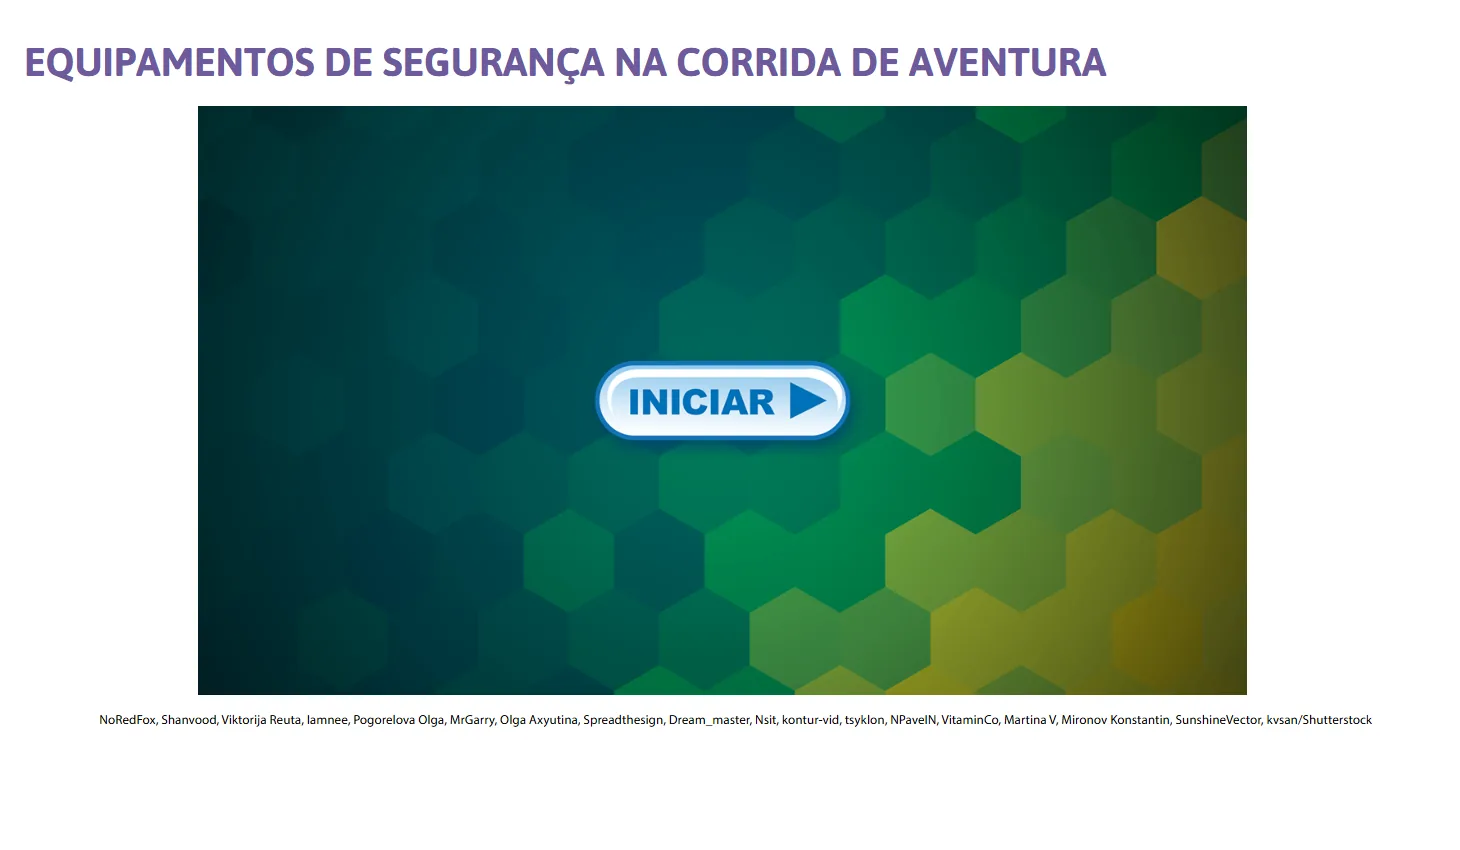 EQUIPAMENTOS DE SEGURANÇA NA CORRIDA DE AVENTURA
INICIAR
NoRedFox, Shanvood, Viktorija Reuta, Iamnee, Pogorelova Olga, MrGarry, Olga Axyutina, Spreadthesign, Dream_master, Nsit, kontur-vid, tsyklon, NPavelN, VitaminCo, Martina V, Mironov Konstantin, SunshineVector, kvsan/Shutterstock